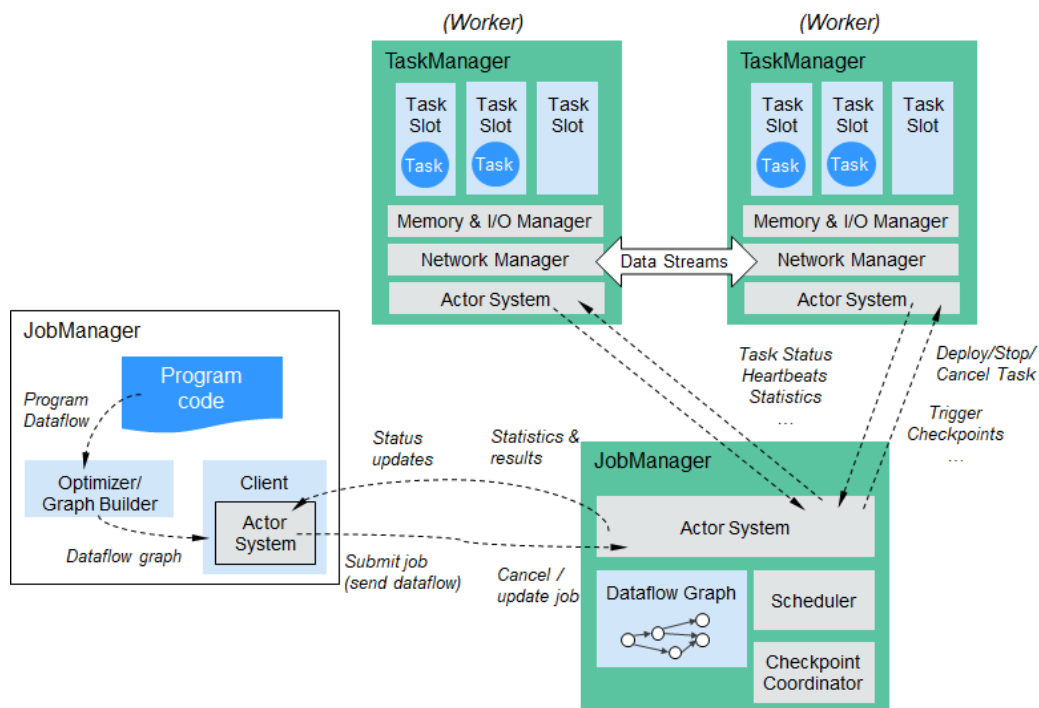 (Worker)
TaskManager
Task
Slot
Task
Task
Slot
Task
Task
Slot
Memory & I/O Manager
Network Manager
Actor System
Data Streams
(Worker)
TaskManager
Task
Slot
Task
Task
Slot
Task
Task
Slot
Memory & I/O Manager
Network Manager
Actor System
JobManager
Program
code
Program
Dataflow
Optimizer/
Graph Builder
Client
Actor
System
Dataflow graph
Status
updates
Statistics &
results
Submit job
(send dataflow)
Cancel /
update job
Task Status
Heartbeats
Statistics
...
Deploy/Stop/
Cancel Task
Trigger
Checkpoints
...
JobManager
Actor System
Dataflow Graph
Scheduler
Checkpoint
Coordinator